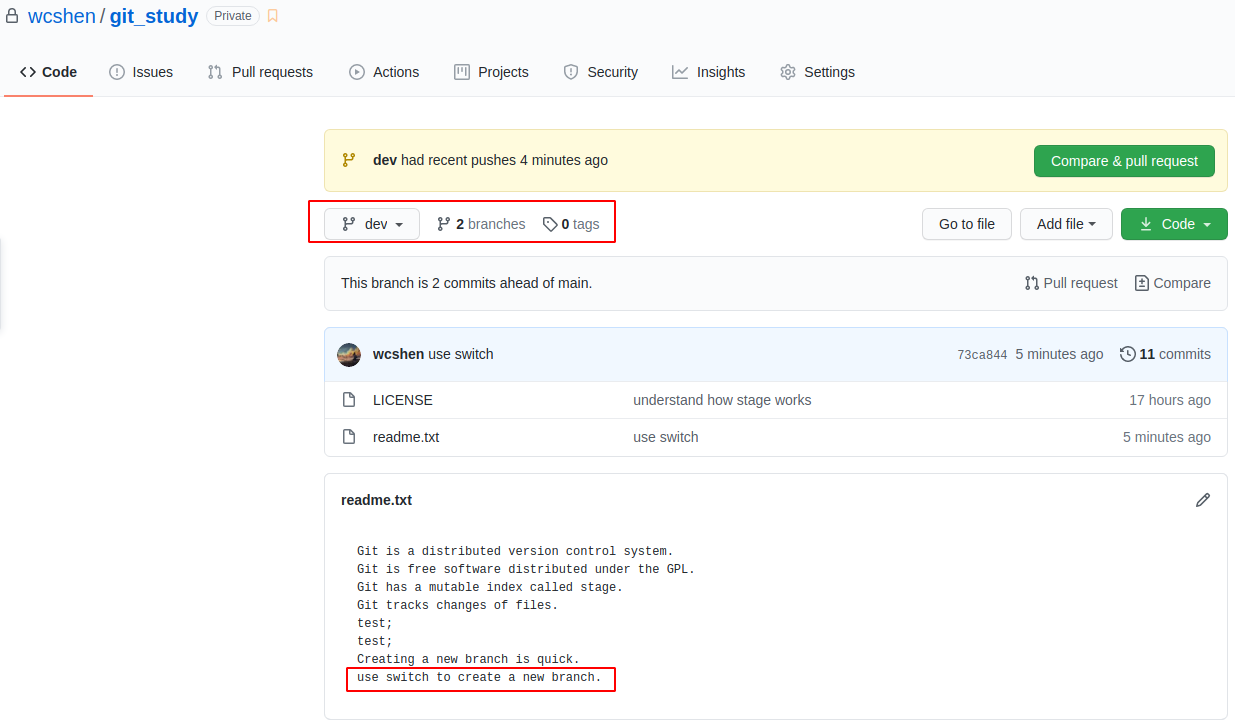 wcshen / git_study Private
Code Issues Pull requests Actions Projects Security Insights Settings
dev had recent pushes 4 minutes ago Compare & pull request
dev 2 branches 0 tags Go to file Add file Code
This branch is 2 commits ahead of main. Pull request Compare
wcshen use switch 73ca844 5 minutes ago 11 commits
LICENSE understand how stage works 17 hours ago
readme.txt use switch 5 minutes ago
readme.txt
Git is a distributed version control system.
Git is free software distributed under the GPL.
Git has a mutable index called stage.
Git tracks changes of files.
test;
test;
Creating a new branch is quick.
use switch to create a new branch.